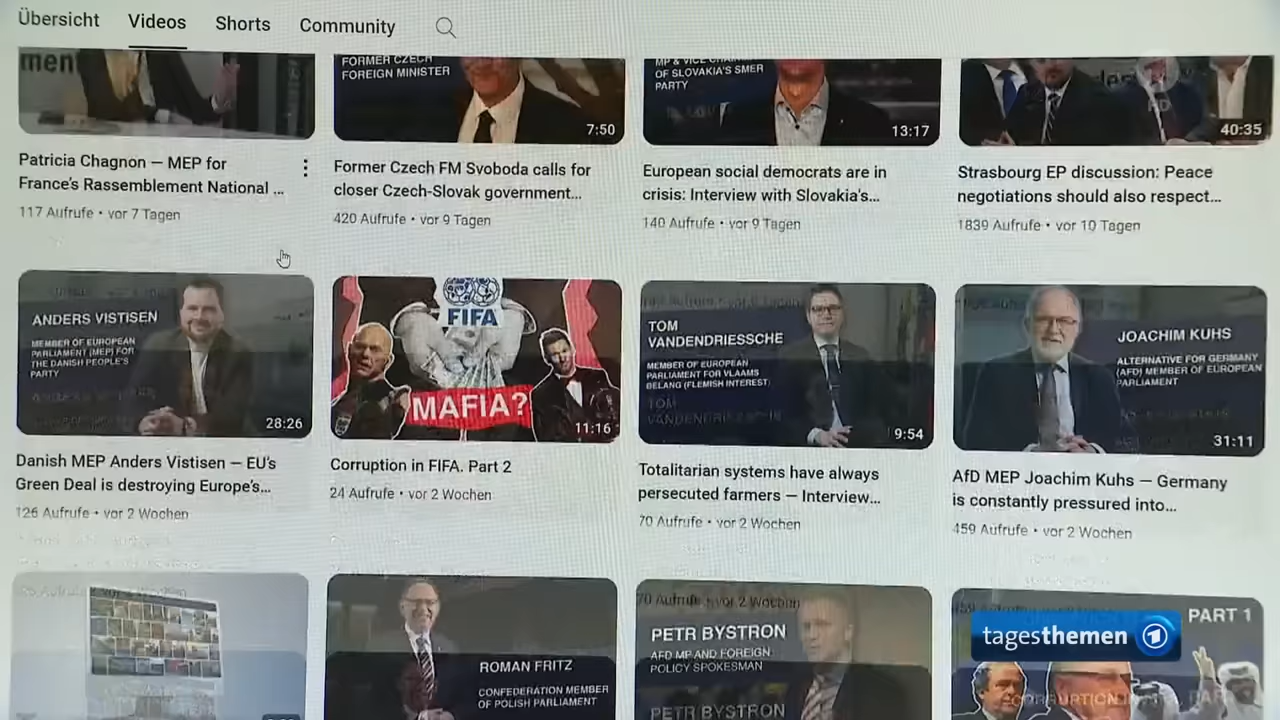 Übersicht
Videos
Shorts
Community
ment
FORMER CZECH
FOREIGN MINISTER
7:50
MP & VICE
OF SLOVAKIA'S SMER
PARTY
13:17
40:35
Patricia Chagnon – MEP for
France's Rassemblement National ...
117 Aufrufe • vor 7 Tagen
Former Czech FM Svoboda calls for
closer Czech-Slovak government...
420 Aufrufe • vor 9 Tagen
European social democrats are in
crisis: Interview with Slovakia's...
140 Aufrufe • vor 9 Tagen
Strasbourg EP discussion: Peace
negotiations should also respect...
1839 Aufrufe • vor 10 Tagen
ANDERS VISTISEN
MEMBER OF EUROPEAN
PARLIAMENT (MEP) FOR
THE DANISH PEOPLE'S
PARTY
28:26
FIFA
MAFIA?
11:16
TOM
VANDENDRIESSCHE
MEMBER OF EUROPEAN
PARLIAMENT FOR VLAAMS
BELANG (FLEMISH INTEREST)
TOM
VANDENDRIESSCHE
9:54
JOACHIM KUHS
ALTERNATIVE FOR GERMANY
(AFD) MEMBER OF EUROPEAN
PARLIAMENT
31:11
Danish MEP Anders Vistisen – EU's
Green Deal is destroying Europe's...
126 Aufrufe • vor 2 Wochen
Corruption in FIFA. Part 2
24 Aufrufe • vor 2 Wochen
Totalitarian systems have always
persecuted farmers – Interview...
70 Aufrufe • vor 2 Wochen
AfD MEP Joachim Kuhs – Germany
is constantly pressured into...
459 Aufrufe • vor 2 Wochen
ROMAN FRITZ
CONFEDERATION MEMBER
OF POLISH PARLIAMENT
70 Aufrufe • vor 2 Wochen
PETR BYSTRON
AFD MP AND FOREIGN
POLICY SPOKESMAN
PETR BYSTRON
PART 1
tagesthemen